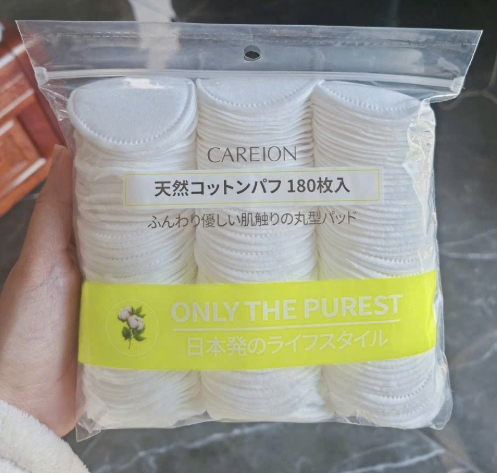 CAREION
天然コットンパフ 180枚入
ふんわり優しい肌触りの丸型パッド
ONLY THE PUREST
日本発のライフスタイル